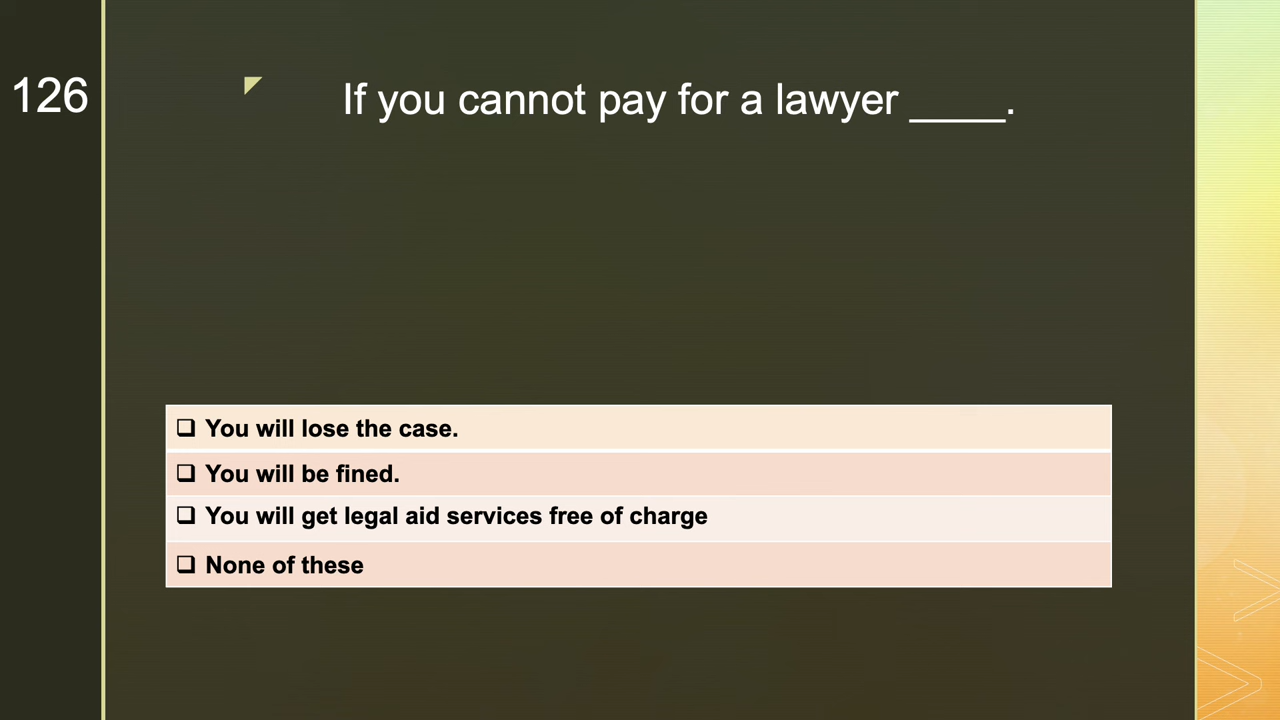 126
If you cannot pay for a lawyer ____.
❑ You will lose the case.
❑ You will be fined.
❑ You will get legal aid services free of charge
❑ None of these